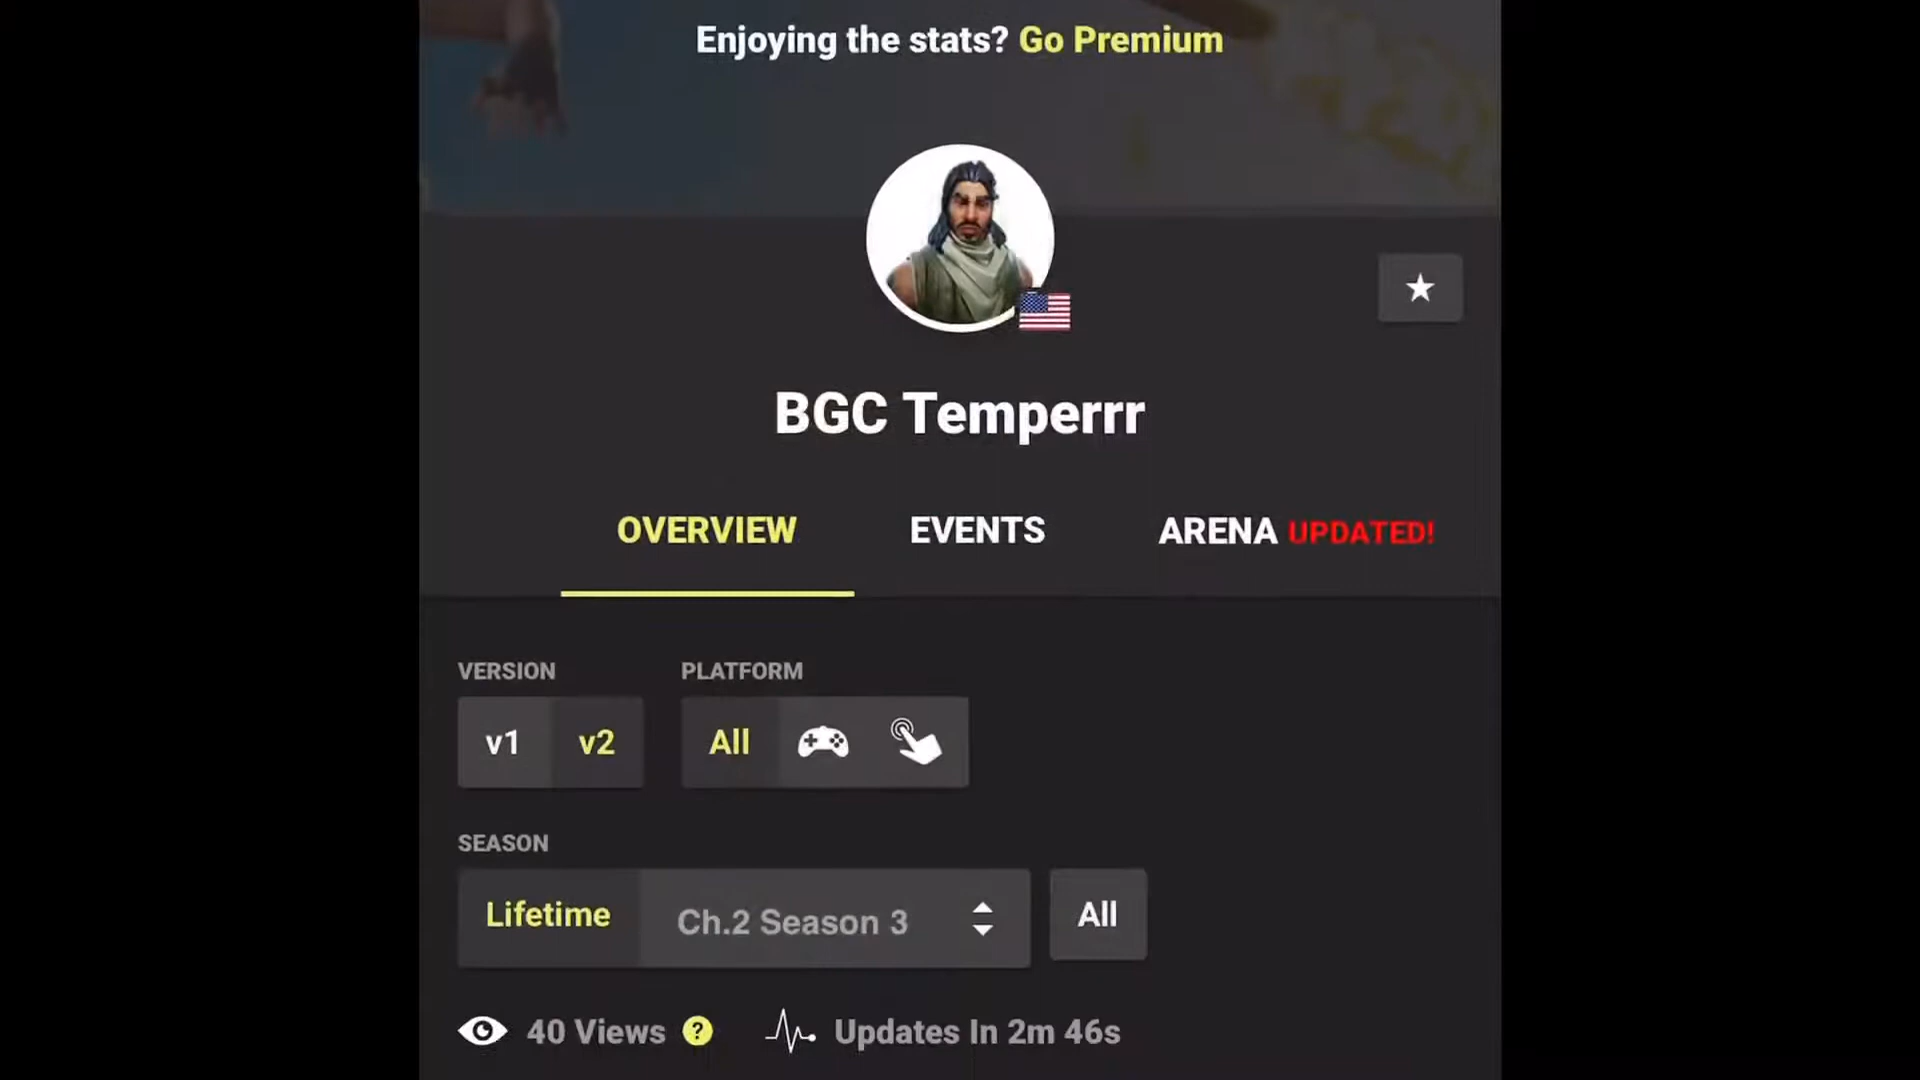 Enjoying the stats? Go Premium
BGC Temperrr
OVERVIEW EVENTS ARENA UPDATED!
VERSION PLATFORM
v1 v2 All
SEASON
Lifetime Ch.2 Season 3 All
40 Views ? Updates In 2m 46s